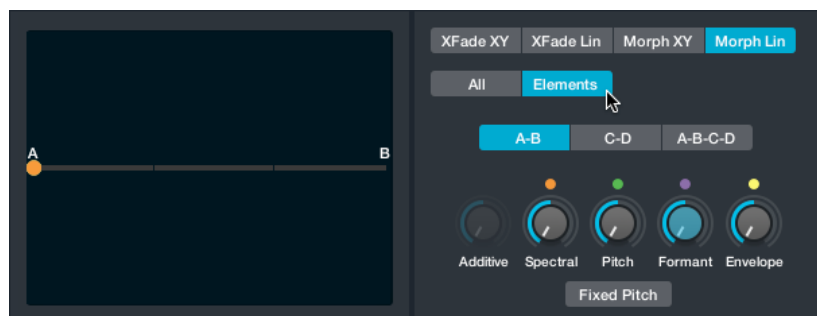 XFade XY XFade Lin Morph XY Morph Lin
All Elements
A-B C-D A-B-C-D
A B
Additive Spectral Pitch Formant Envelope
Fixed Pitch